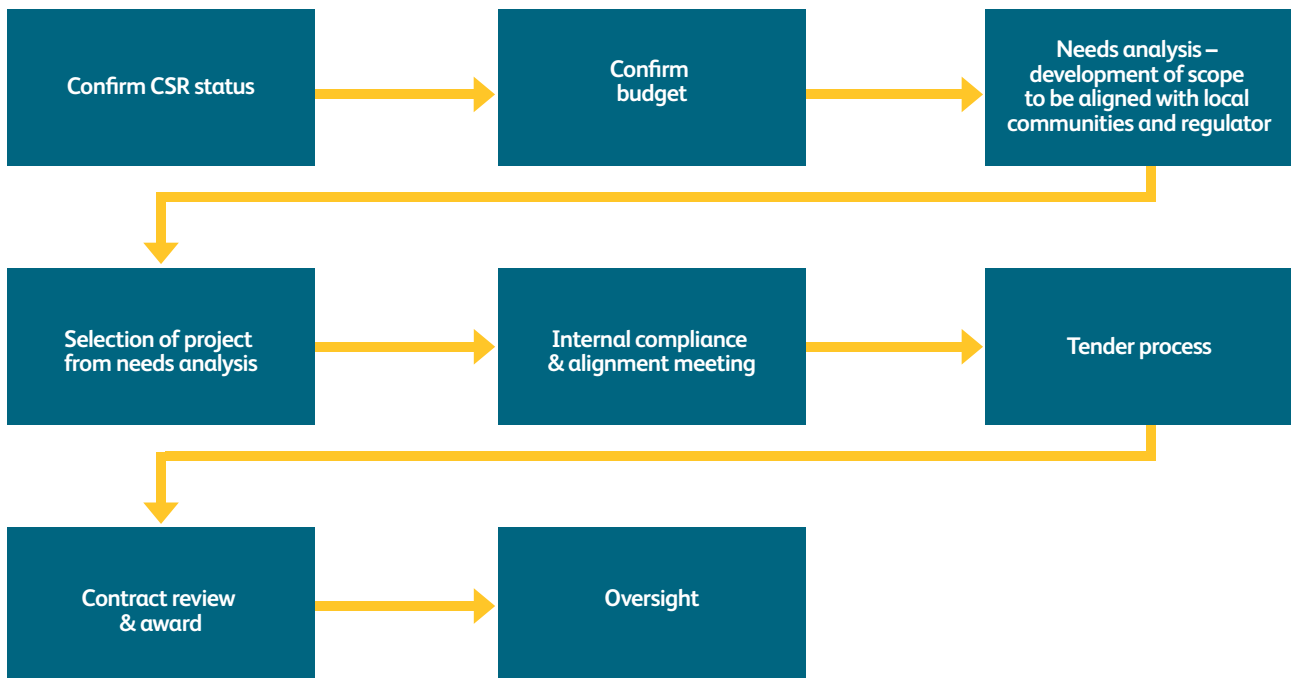 Confirm CSR status
Confirm
budget
Needs analysis –
development of scope
to be aligned with local
communities and regulator
Selection of project
from needs analysis
Internal compliance
& alignment meeting
Tender process
Contract review
& award
Oversight